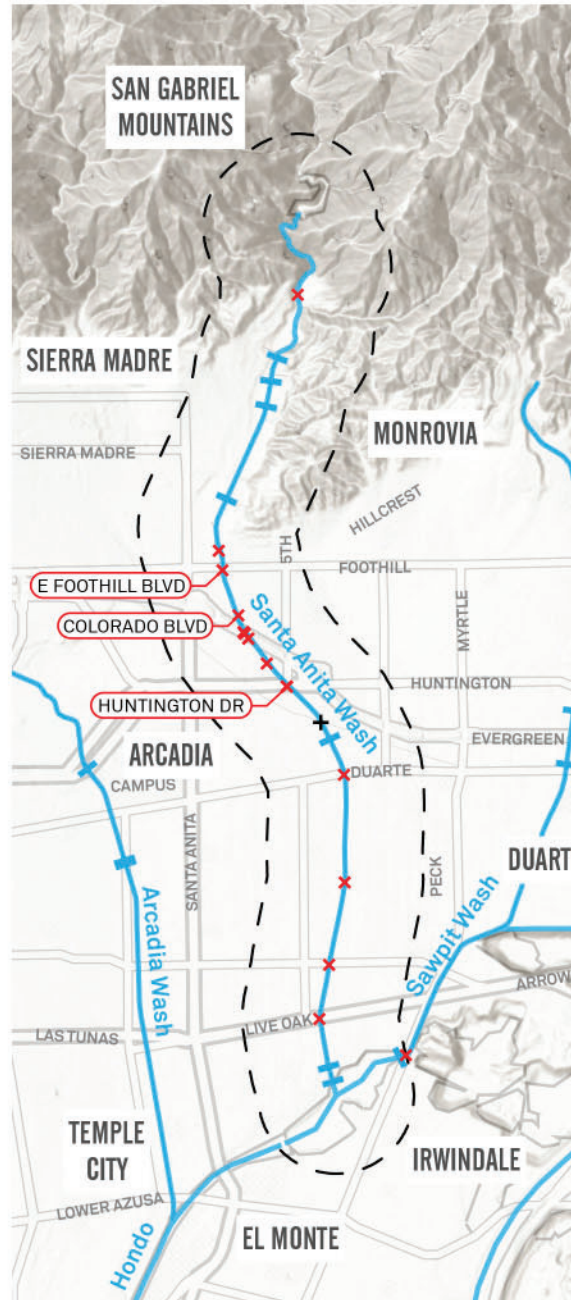 SAN GABRIEL
MOUNTAINS
SIERRA MADRE
MONROVIA
SIERRA MADRE
HILLCREST
5TH
FOOTHILL
E FOOTHILL BLVD
MYRTLE
COLORADO BLVD
Santa Anita Wash
HUNTINGTON
HUNTINGTON DR
EVERGREEN
ARCADIA
DUARTE
CAMPUS
SANTA ANITA
DUART
PECK
Arcadia Wash
Sawpit Wash
ARROW
LIVE OAK
LAS TUNAS
TEMPLE
CITY
IRWINDALE
LOWER AZUSA
EL MONTE
Hondo